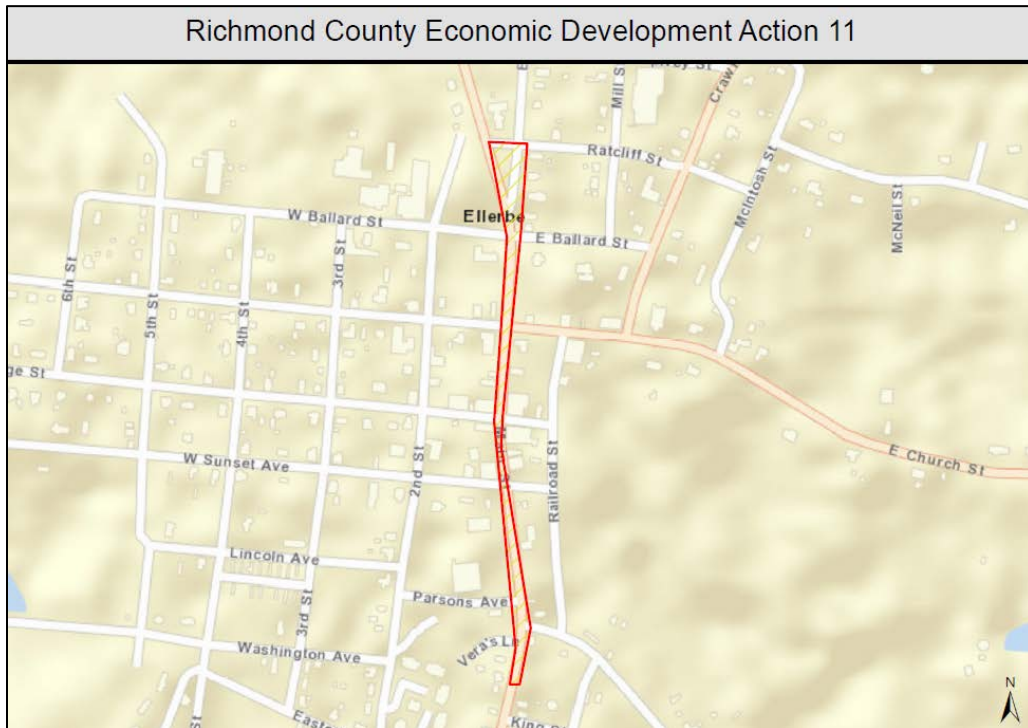 Richmond County Economic Development Action 11
Mill S
Ratcliff St
McIntosh St
McNeil St
Ellerbe
W Ballard St
E Ballard St
3rd St
6th St
5th St
4th St
ge St
W Sunset Ave
2nd St
Railroad St
E Church St
Lincoln Ave
3rd St
Parsons Ave
Vera's Ln
Washington Ave
N